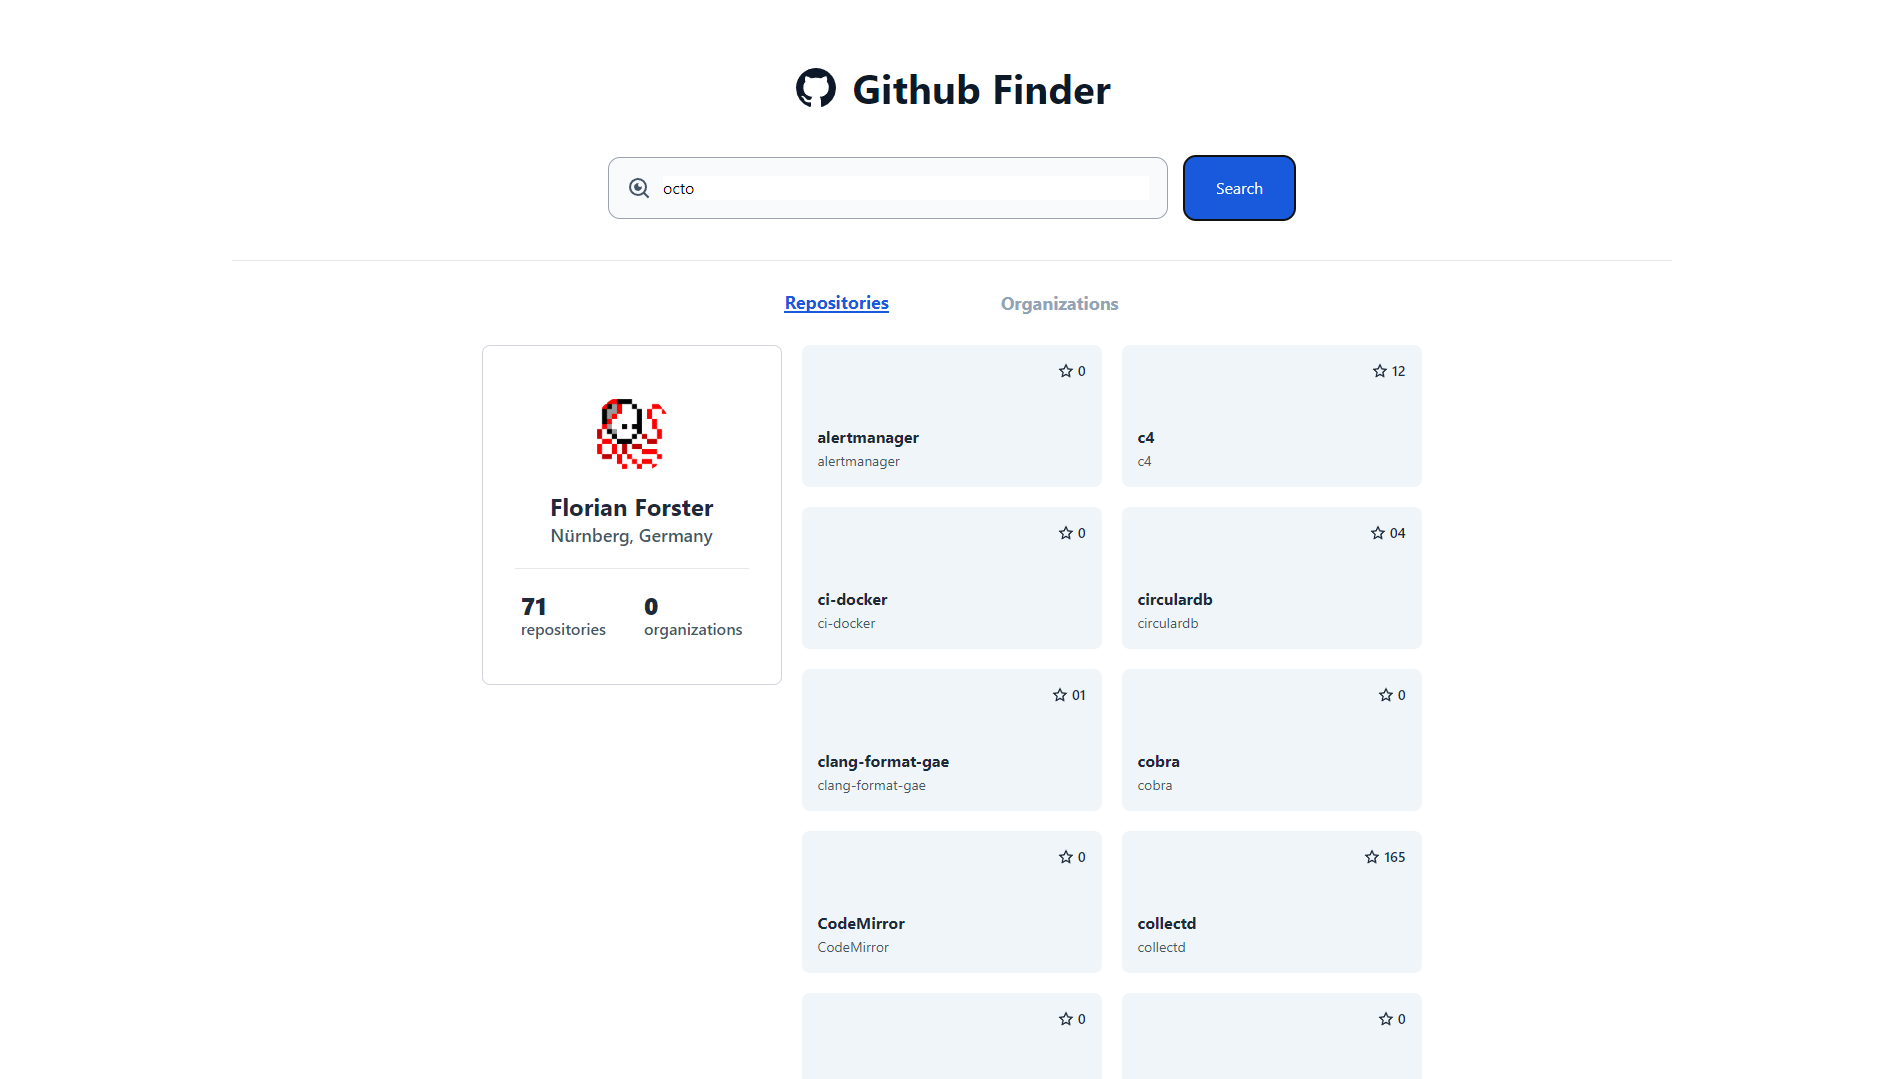 Github Finder
octo
Search
Repositories
Organizations
Florian Forster
Nürnberg, Germany
71
repositories
0
organizations
0
alertmanager
alertmanager
12
c4
c4
0
ci-docker
ci-docker
04
circulardb
circulardb
01
clang-format-gae
clang-format-gae
0
cobra
cobra
0
CodeMirror
CodeMirror
165
collectd
collectd
0
0